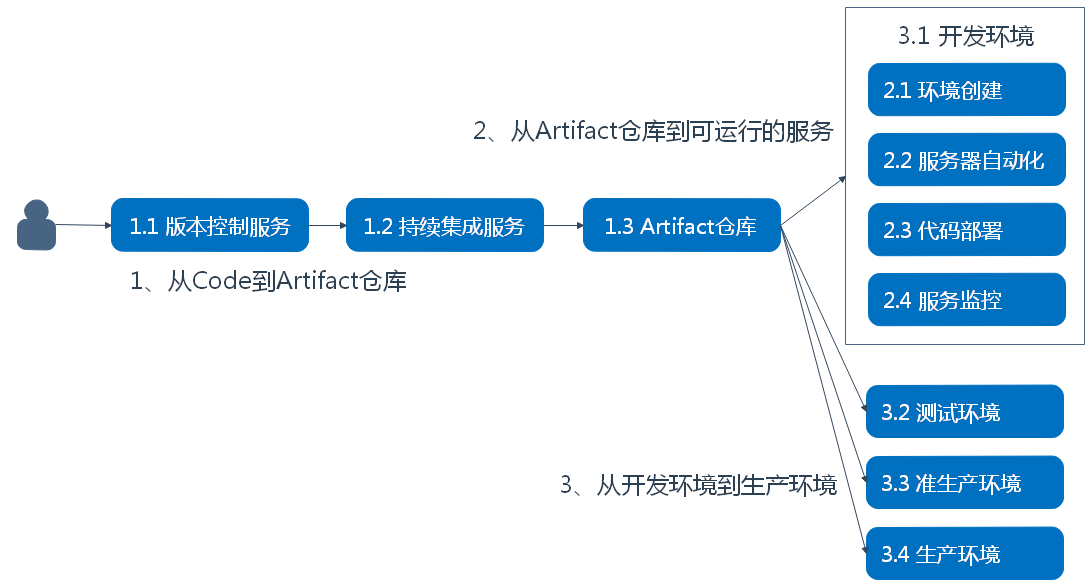 3.1 开发环境
2.1 环境创建
2、从Artifact仓库到可运行的服务
2.2 服务器自动化
1.1 版本控制服务
1.2 持续集成服务
1.3 Artifact仓库
2.3 代码部署
1、从Code到Artifact仓库
2.4 服务监控
3.2 测试环境
3、从开发环境到生产环境
3.3 准生产环境
3.4 生产环境